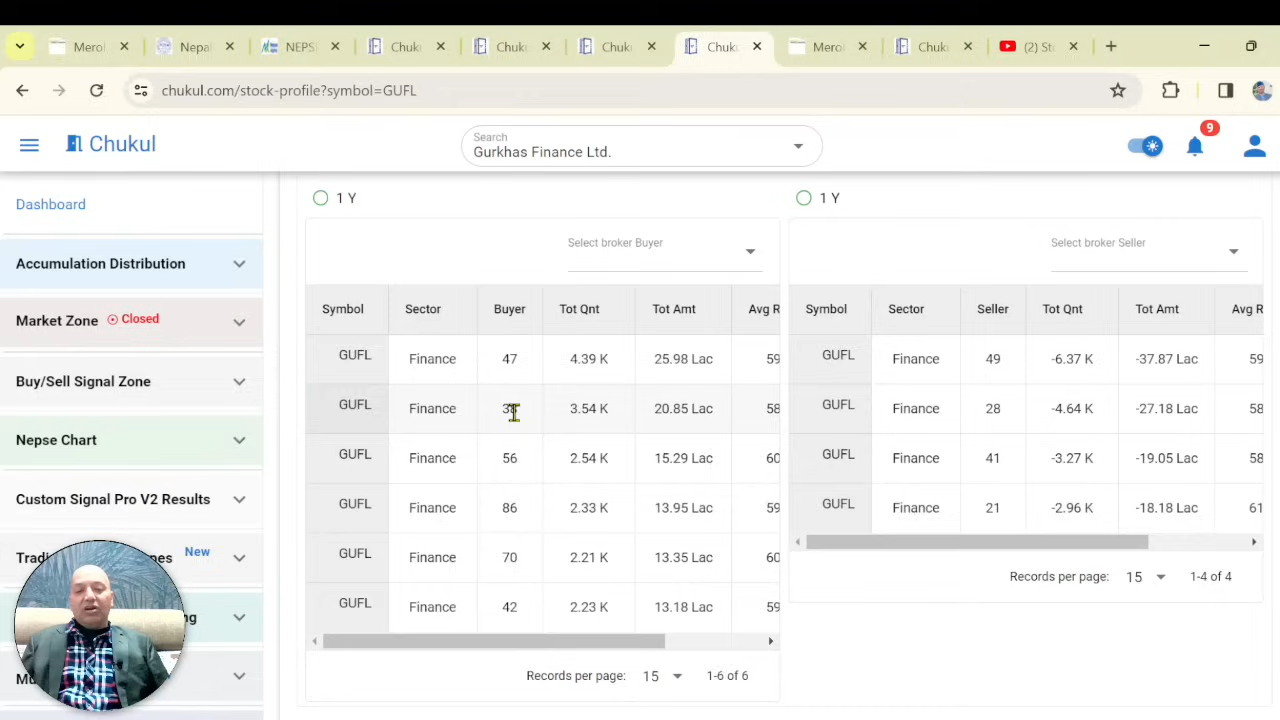 Merol
Nepal
NEPS
Chuk
Chuk
Chuk
Chuk
Mero
Chuk
(2) St
chukul.com/stock-profile?symbol=GUFL
Chukul
Search
Gurkhas Finance Ltd.
9
Dashboard
Accumulation Distribution
Market Zone Closed
Buy/Sell Signal Zone
Nepse Chart
Custom Signal Pro V2 Results
New
1 Y
Select broker Buyer
Symbol Sector Buyer Tot Qnt Tot Amt Avg R
GUFL Finance 47 4.39 K 25.98 Lac 59
GUFL Finance 38 3.54 K 20.85 Lac 58
GUFL Finance 56 2.54 K 15.29 Lac 60
GUFL Finance 86 2.33 K 13.95 Lac 59
GUFL Finance 70 2.21 K 13.35 Lac 60
GUFL Finance 42 2.23 K 13.18 Lac 59
Records per page: 15 1-6 of 6
1 Y
Select broker Seller
Symbol Sector Seller Tot Qnt Tot Amt Avg R
GUFL Finance 49 -6.37 K -37.87 Lac 59
GUFL Finance 28 -4.64 K -27.18 Lac 58
GUFL Finance 41 -3.27 K -19.05 Lac 58
GUFL Finance 21 -2.96 K -18.18 Lac 61
Records per page: 15 1-4 of 4